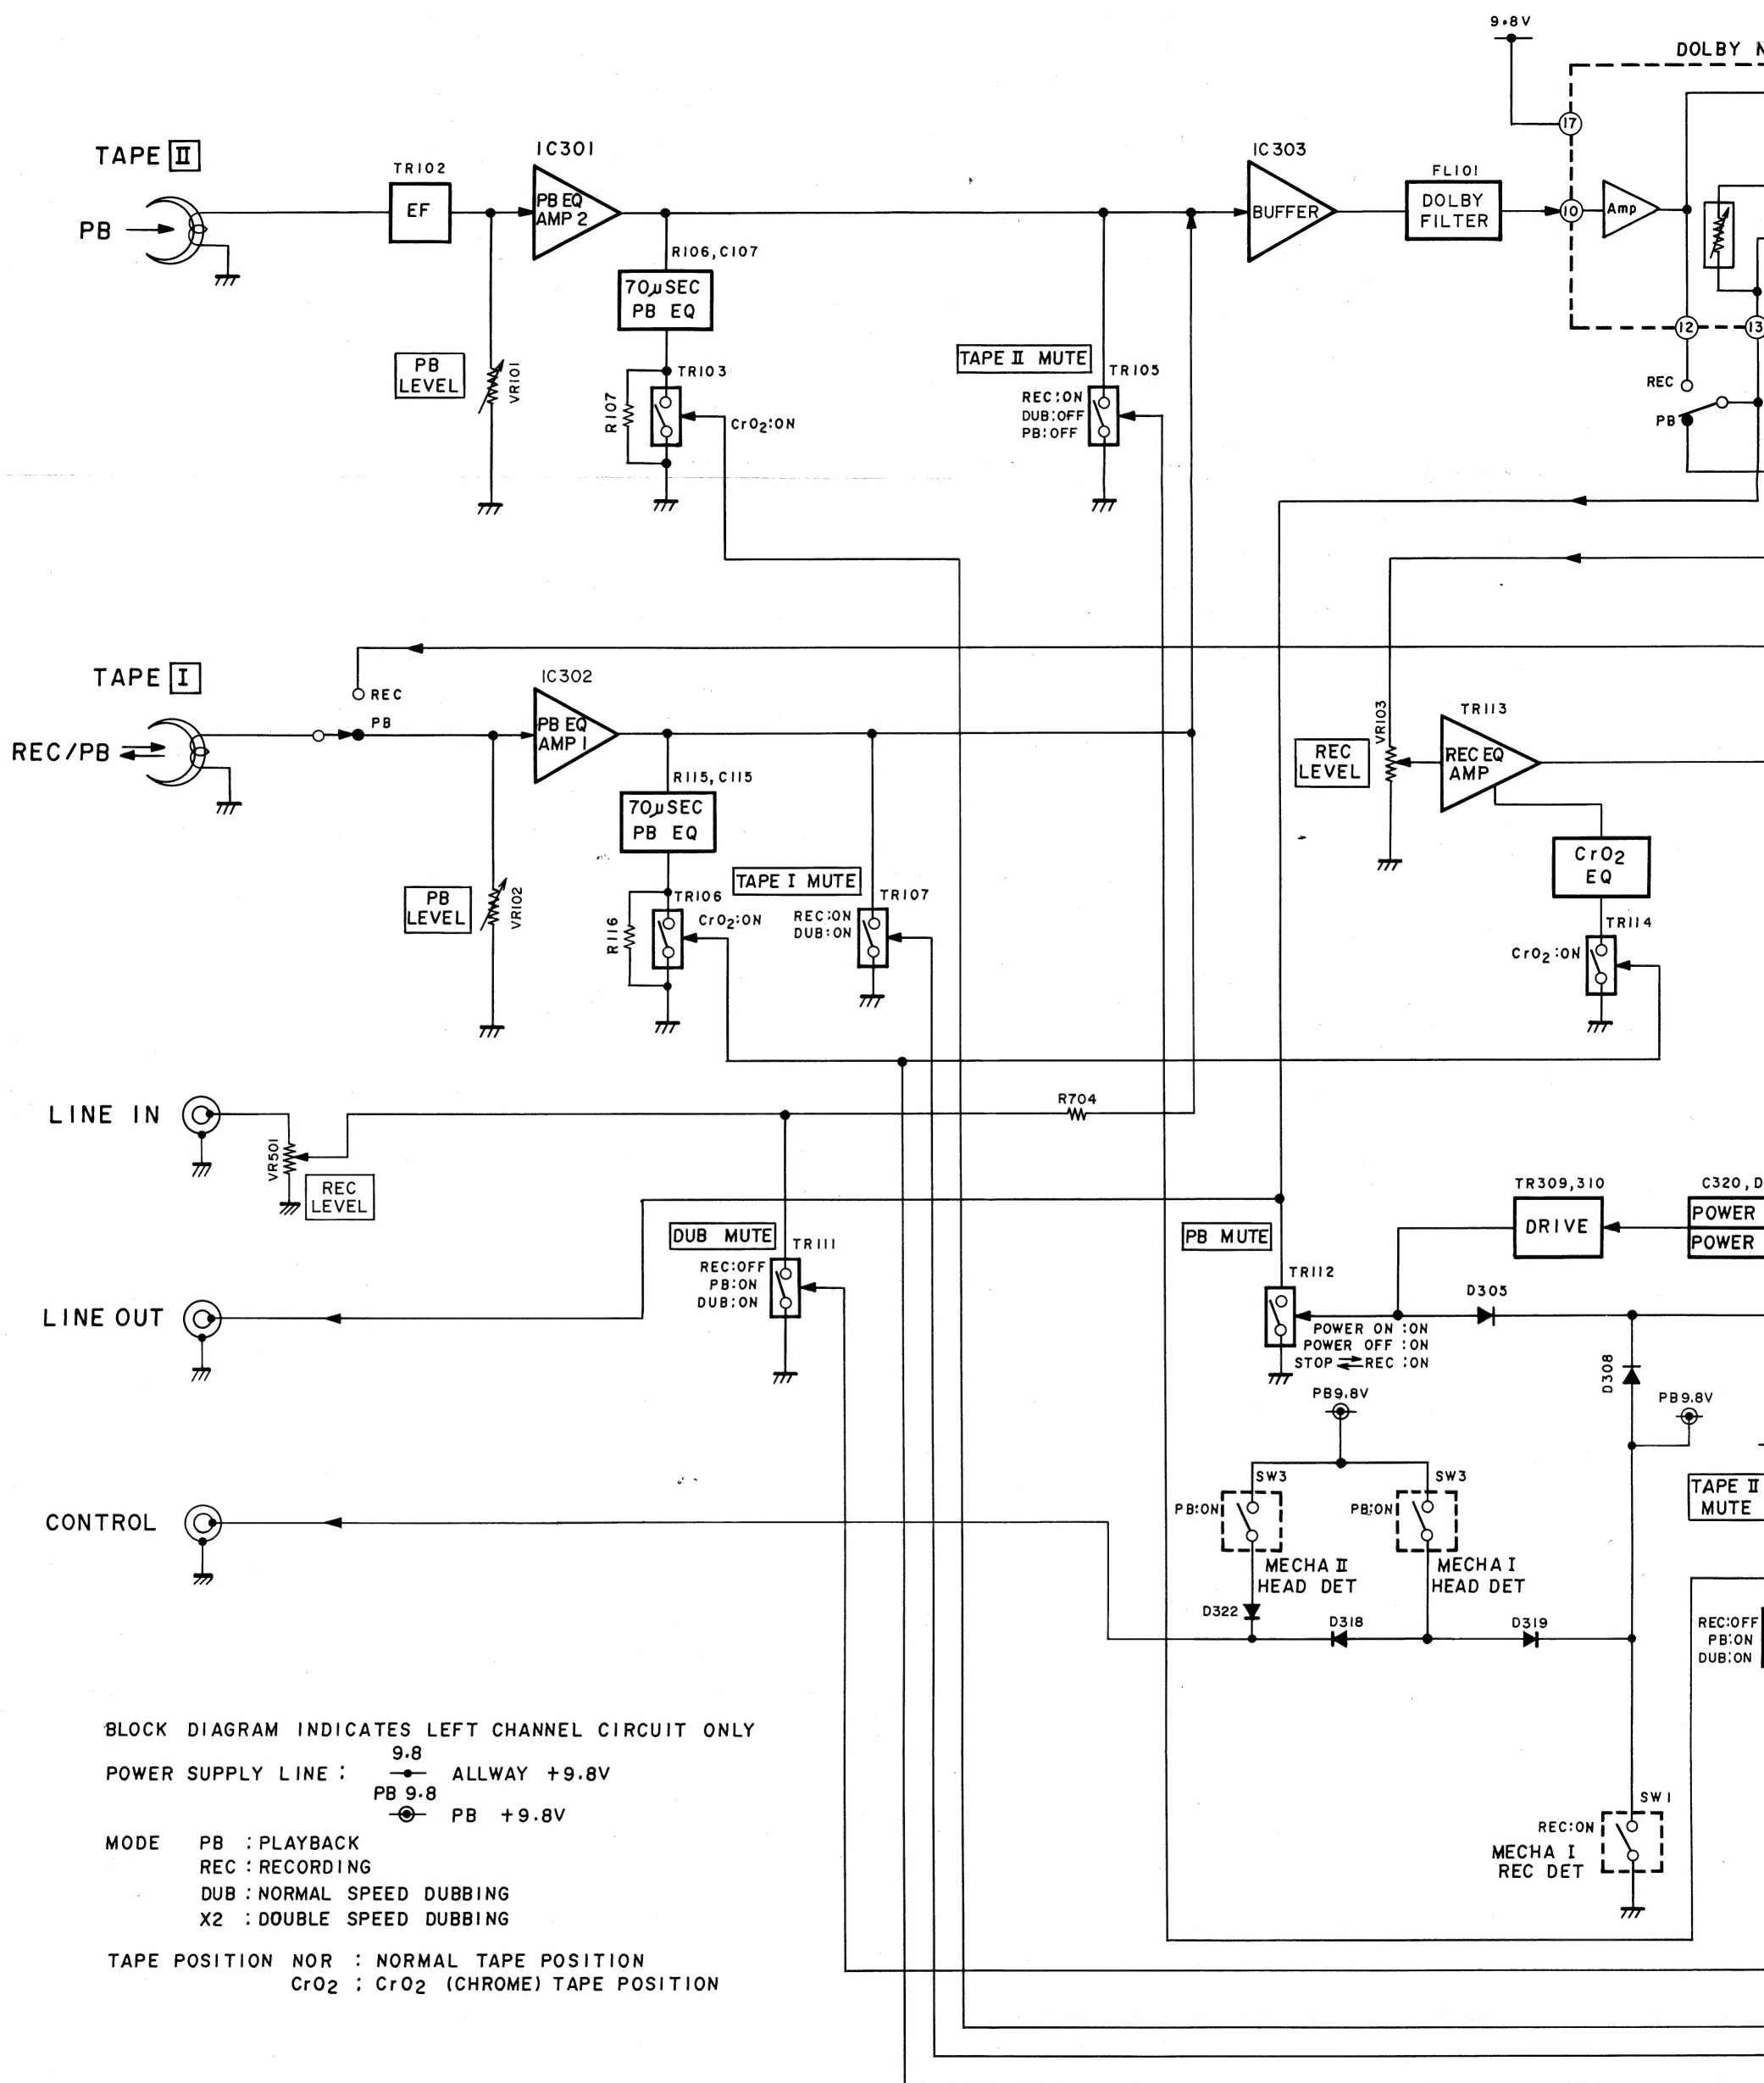 9.8V
DOLBY N
17
TAPE II
IC301
IC303
TR102
FL101
EF
PB EQ
AMP 2
BUFFER
DOLBY
FILTER
10
Amp
PB
R106,C107
70μSEC
PB EQ
12
13
PB
LEVEL
VR101
TR103
R107
CrO2:ON
TAPE II MUTE
TR105
REC:ON
DUB:OFF
PB:OFF
REC
PB
TAPE I
IC302
REC
PB
PB EQ
AMP 1
REC/PB
VR103
TR113
REC
LEVEL
REC EQ
AMP
R115,C115
70μSEC
PB EQ
CrO2
EQ
PB
LEVEL
VR102
TR106
R116
CrO2:ON
TAPE I MUTE
TR107
REC:ON
DUB:ON
TR114
CrO2:ON
LINE IN
R704
VR501
REC
LEVEL
TR309,310
C320,D
DRIVE
POWER
POWER
DUB MUTE
TR111
REC:OFF
PB:ON
DUB:ON
PB MUTE
TR112
D305
LINE OUT
POWER ON :ON
POWER OFF :ON
STOP ⇄ REC :ON
D308
PB9.8V
PB9.8V
SW3
SW3
PB:ON
PB:ON
TAPE II
MUTE
CONTROL
MECHA II
HEAD DET
MECHA I
HEAD DET
D322
D318
D319
REC:OFF
PB:ON
DUB:ON
BLOCK DIAGRAM INDICATES LEFT CHANNEL CIRCUIT ONLY
9.8
POWER SUPPLY LINE : ALLWAY +9.8V
PB 9.8
PB +9.8V
SW1
REC:ON
MECHA I
REC DET
MODE PB : PLAYBACK
REC : RECORDING
DUB : NORMAL SPEED DUBBING
X2 : DOUBLE SPEED DUBBING
TAPE POSITION NOR : NORMAL TAPE POSITION
CrO2 : CrO2 (CHROME) TAPE POSITION